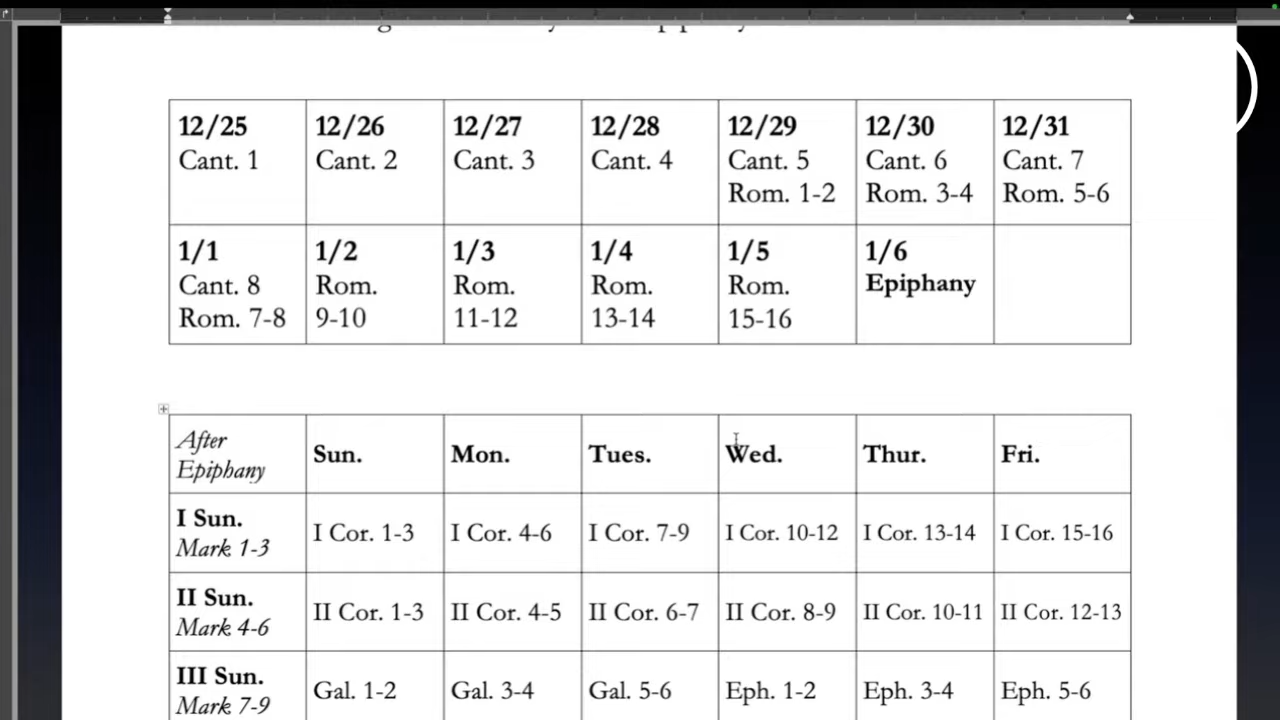 12/25
Cant. 1
12/26
Cant. 2
12/27
Cant. 3
12/28
Cant. 4
12/29
Cant. 5
Rom. 1-2
12/30
Cant. 6
Rom. 3-4
12/31
Cant. 7
Rom. 5-6
1/1
Cant. 8
Rom. 7-8
1/2
Rom.
9-10
1/3
Rom.
11-12
1/4
Rom.
13-14
1/5
Rom.
15-16
1/6
Epiphany
After
Epiphany
Sun.
Mon.
Tues.
Wed.
Thur.
Fri.
I Sun.
Mark 1-3
I Cor. 1-3
I Cor. 4-6
I Cor. 7-9
I Cor. 10-12
I Cor. 13-14
I Cor. 15-16
II Sun.
Mark 4-6
II Cor. 1-3
II Cor. 4-5
II Cor. 6-7
II Cor. 8-9
II Cor. 10-11
II Cor. 12-13
III Sun.
Mark 7-9
Gal. 1-2
Gal. 3-4
Gal. 5-6
Eph. 1-2
Eph. 3-4
Eph. 5-6